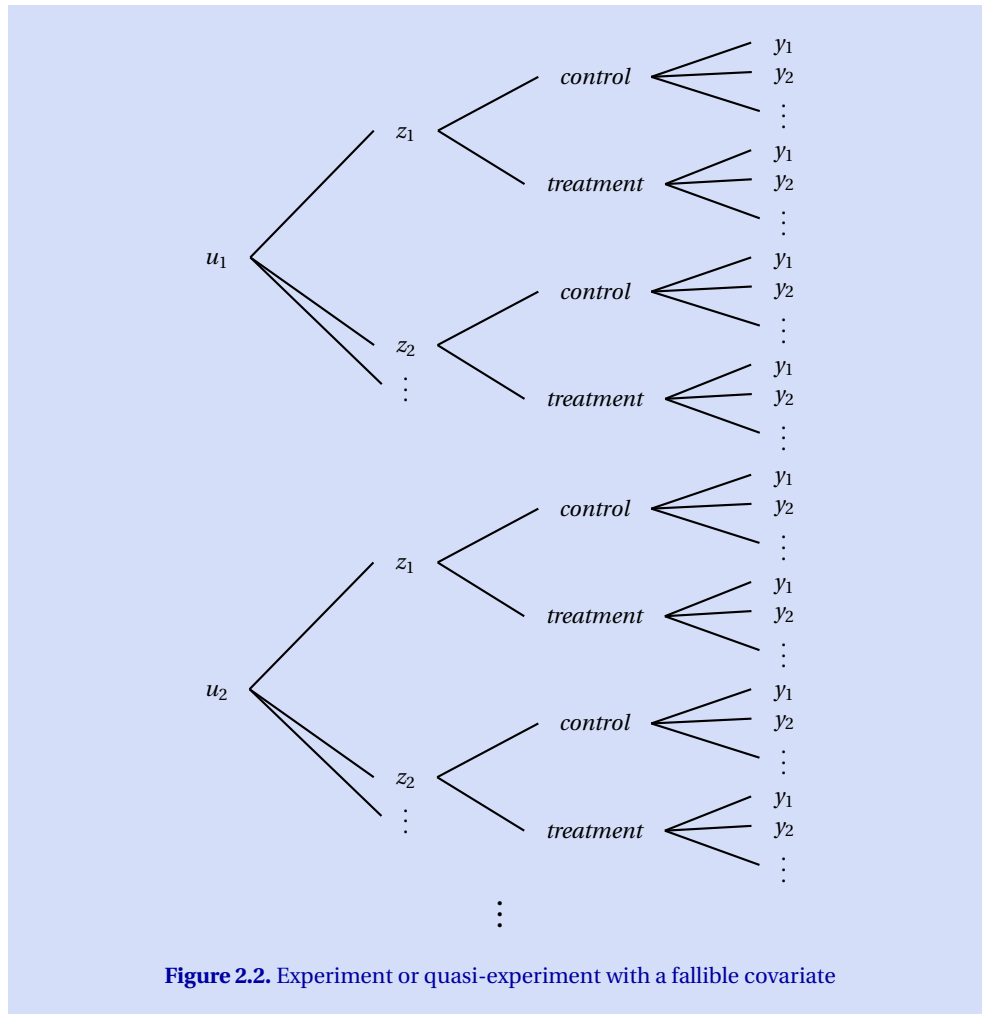 y1
control
y2
⋮
z1
y1
treatment
y2
⋮
u1
y1
control
y2
⋮
z2
⋮
y1
treatment
y2
⋮
y1
control
y2
⋮
z1
y1
treatment
y2
⋮
u2
y1
control
y2
⋮
z2
⋮
y1
treatment
y2
⋮
⋮
Figure 2.2. Experiment or quasi-experiment with a fallible covariate